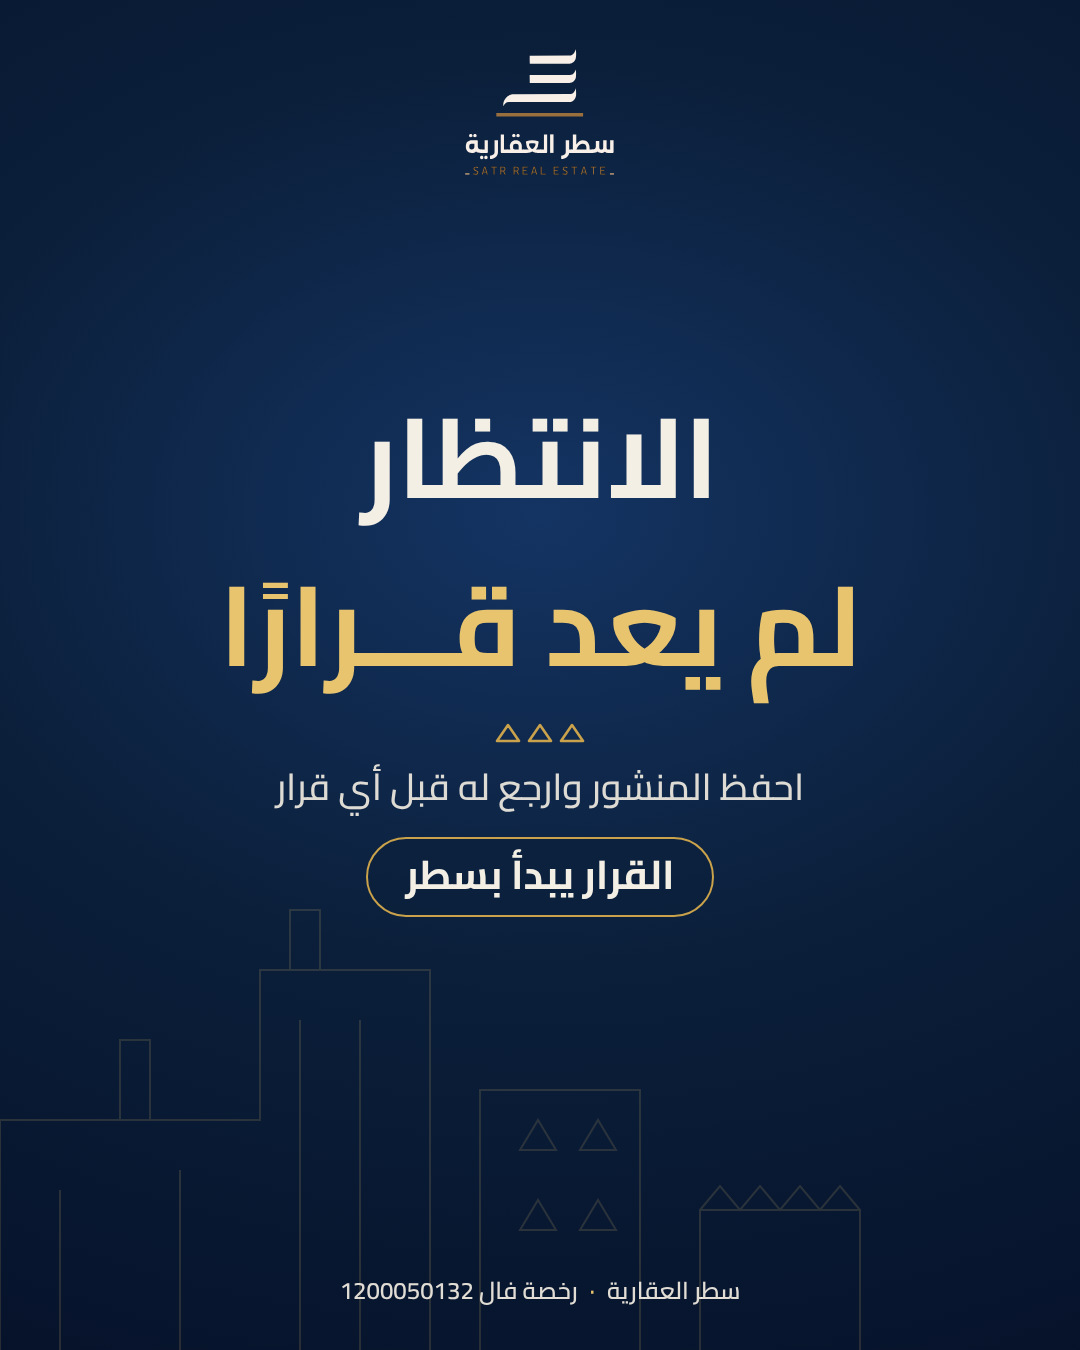 سطر العقارية
SATR REAL ESTATE
الانتظار
لم يعد قـــرارًا
احفظ المنشور وارجع له قبل أي قرار
القرار يبدأ بسطر
سطر العقارية · رخصة فال 1200050132